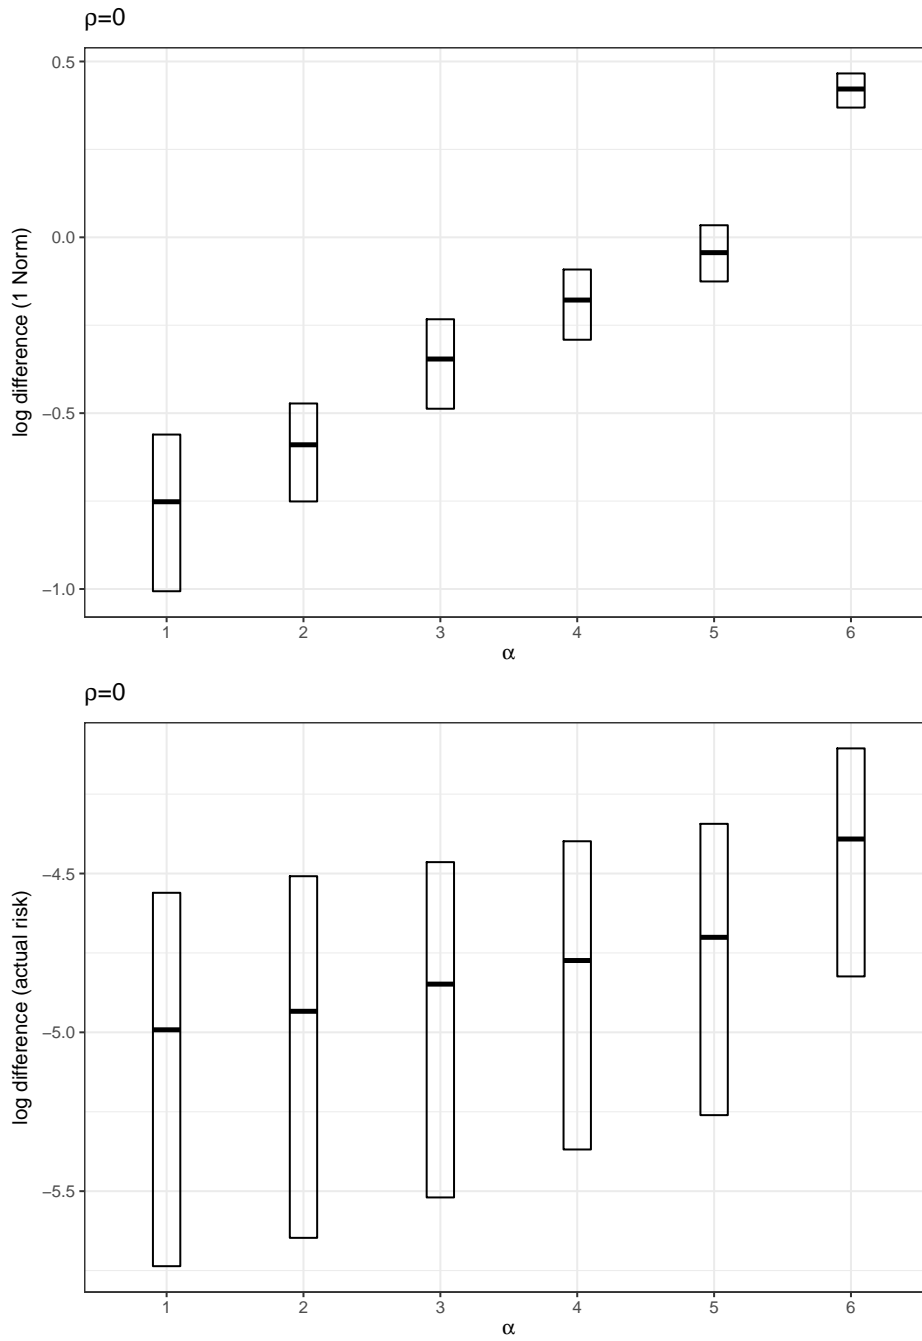 ρ=0
log difference (1 Norm)
0.5
0.0
−0.5
−1.0
1 2 3 4 5 6
α
ρ=0
log difference (actual risk)
−4.5
−5.0
−5.5
1 2 3 4 5 6
α